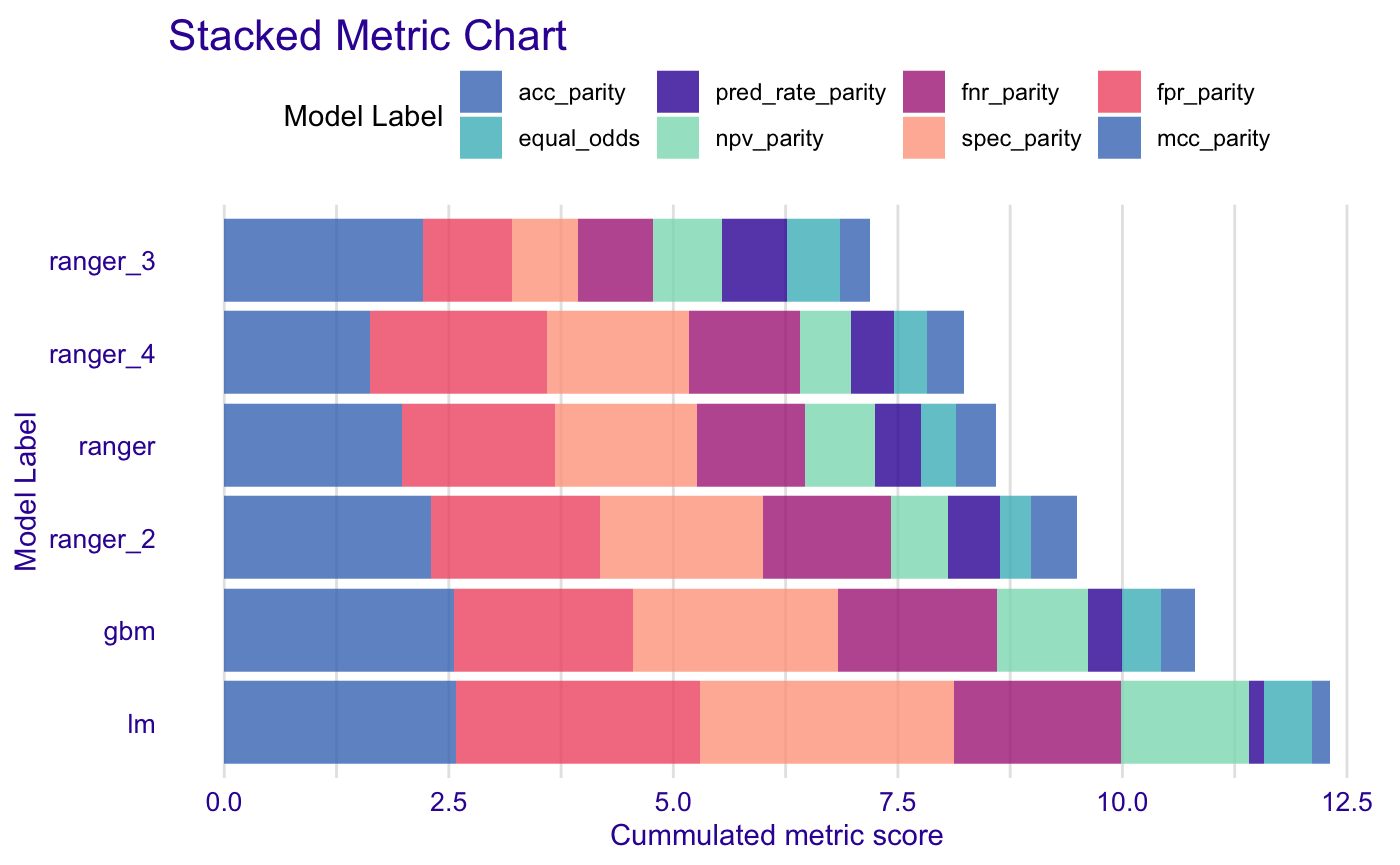 Stacked Metric Chart
Model Label
acc_parity pred_rate_parity fnr_parity fpr_parity
equal_odds npv_parity spec_parity mcc_parity
Model Label
ranger_3
ranger_4
ranger
ranger_2
gbm
lm
0.0 2.5 5.0 7.5 10.0 12.5
Cummulated metric score